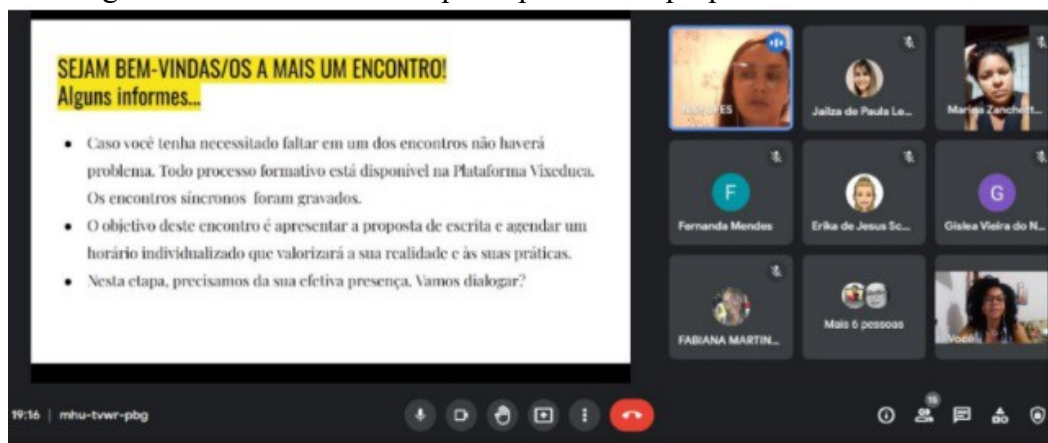 SEJAM BEM-VINDAS/OS A MAIS UM ENCONTRO!
Alguns informes...
• Caso você tenha necessitado faltar em um dos encontros não haverá
problema. Todo processo formativo está disponível na Plataforma Vixeduca.
Os encontros síncronos foram gravados.
• O objetivo deste encontro é apresentar a proposta de escrita e agendar um
horário individualizado que valorizará a sua realidade e às suas práticas.
• Nesta etapa, precisamos da sua efetiva presença. Vamos dialogar?
Jailza de Paula Lo...
Marina Zanchett...
F
Fernanda Mendes
Erika de Jesus Sc...
G
Gislea Vieira do N...
FABIANA MARTIN...
Mais 6 pessoas
Você
19:16 | mhu-tvwr-pbg
16